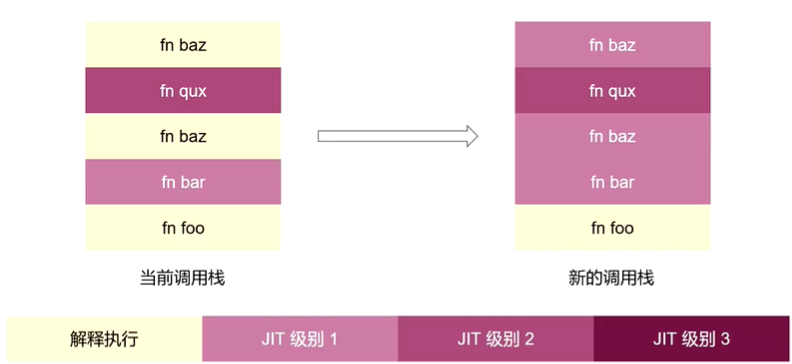 fn baz
fn baz
fn qux
fn qux
fn baz
fn baz
fn bar
fn bar
fn foo
fn foo
当前调用栈
新的调用栈
解释执行
JIT 级别 1
JIT 级别 2
JIT 级别 3